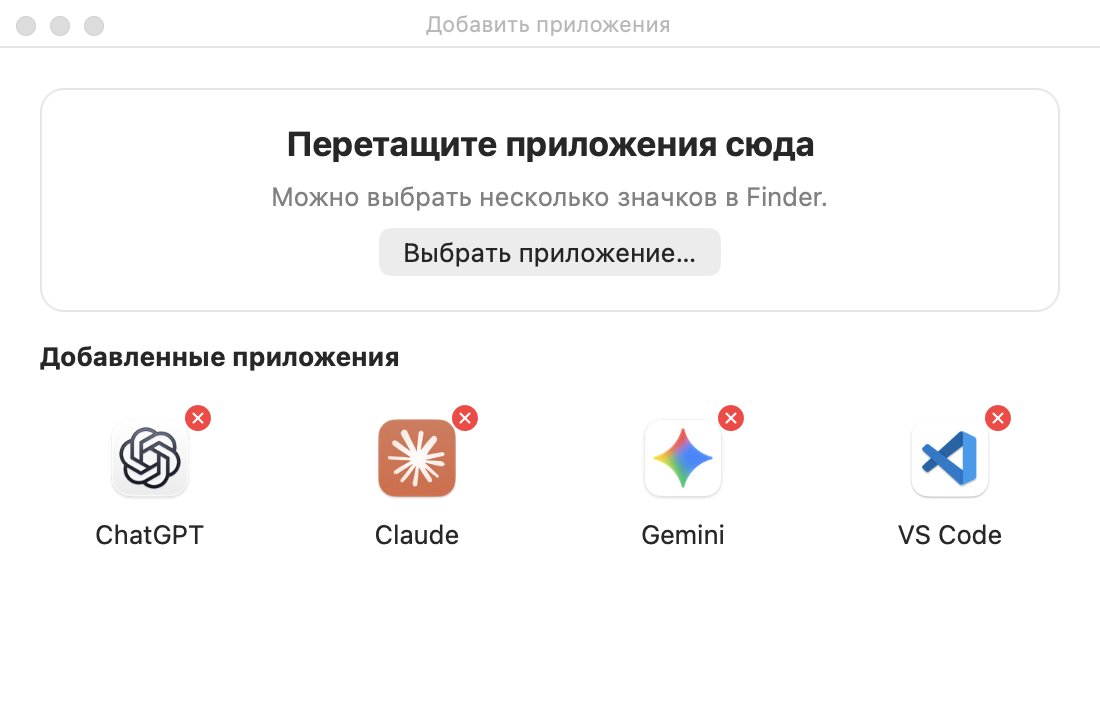 Добавить приложения
Перетащите приложения сюда
Можно выбрать несколько значков в Finder.
Выбрать приложение...
Добавленные приложения
ChatGPT
Claude
Gemini
VS Code